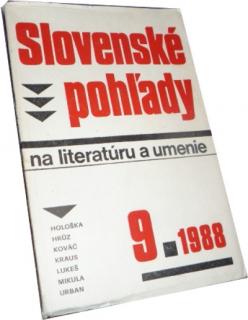 Slovenské
pohľady
na literatúru a umenie
HOLOŠKA
HRÚZ
KOVÁČ
KRAUS
LUKEŠ
MIKULA
URBAN
9.1988